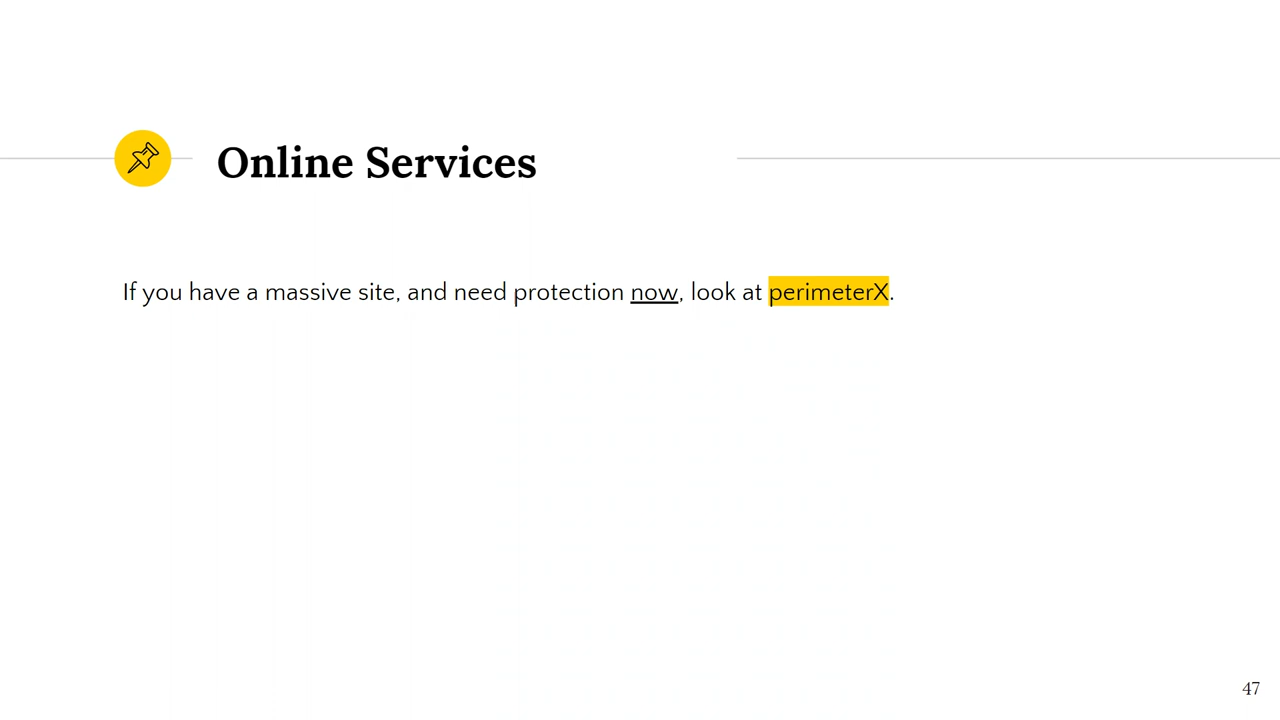 Online Services
If you have a massive site, and need protection now, look at perimeterX.
47